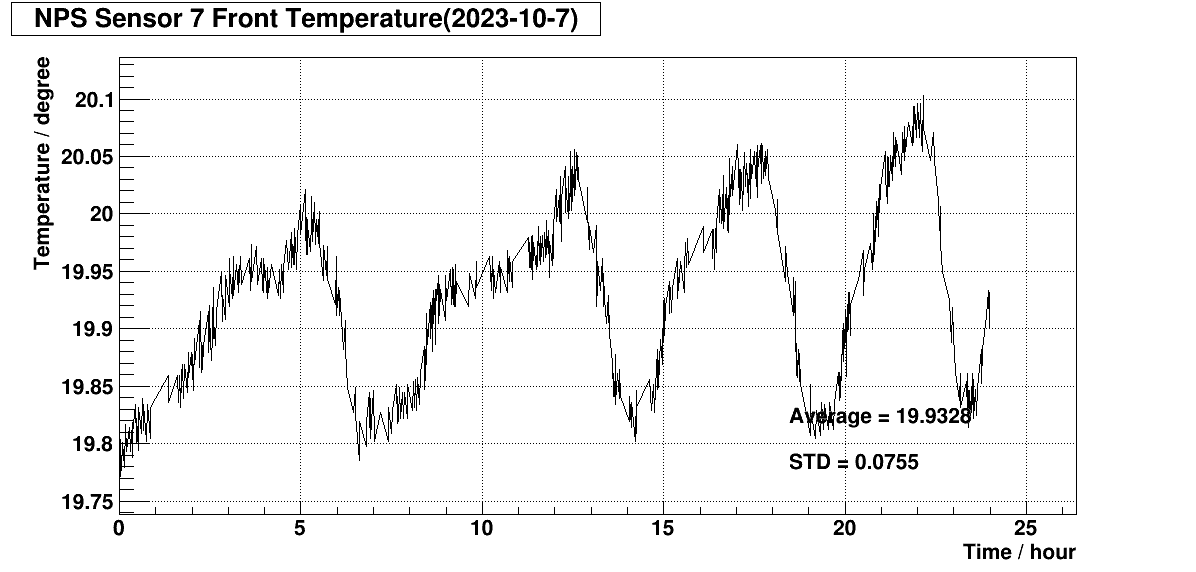 NPS Sensor 7 Front Temperature(2023-10-7)
Temperature / degree
20.1
20.05
20
19.95
19.9
19.85
19.8
19.75
Average = 19.9328
STD = 0.0755
0 5 10 15 20 25
Time / hour